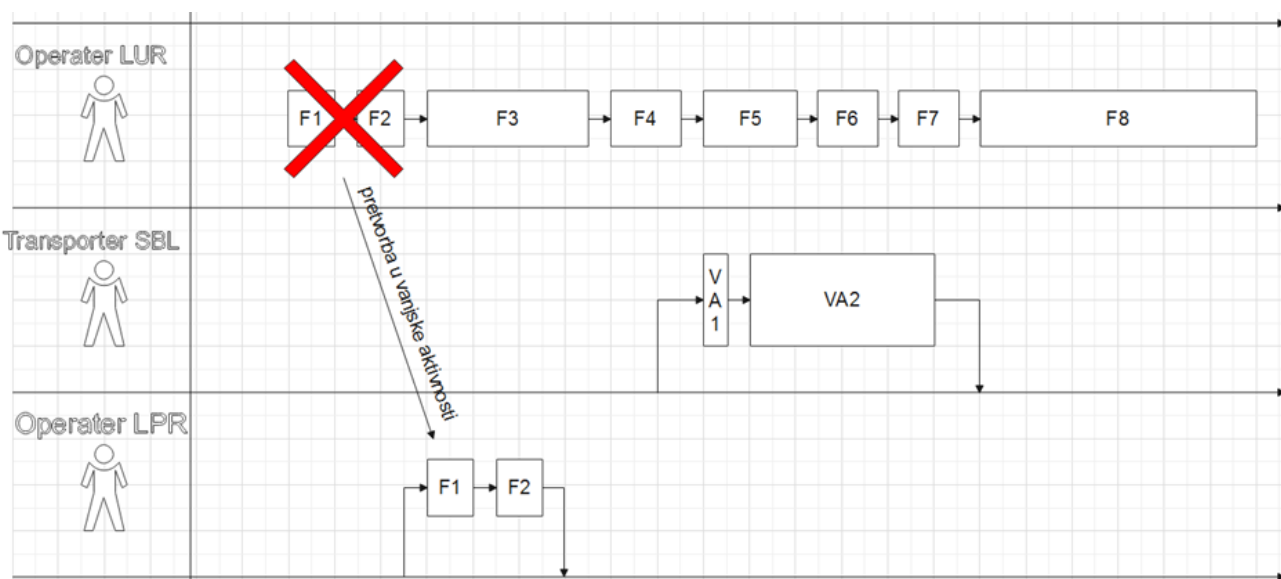 Operater LUR
F1
F2
F3
F4
F5
F6
F7
F8
pretvorba u vanjske aktivnosti
Transporter SBL
V
A
1
VA2
Operater LPR
F1
F2